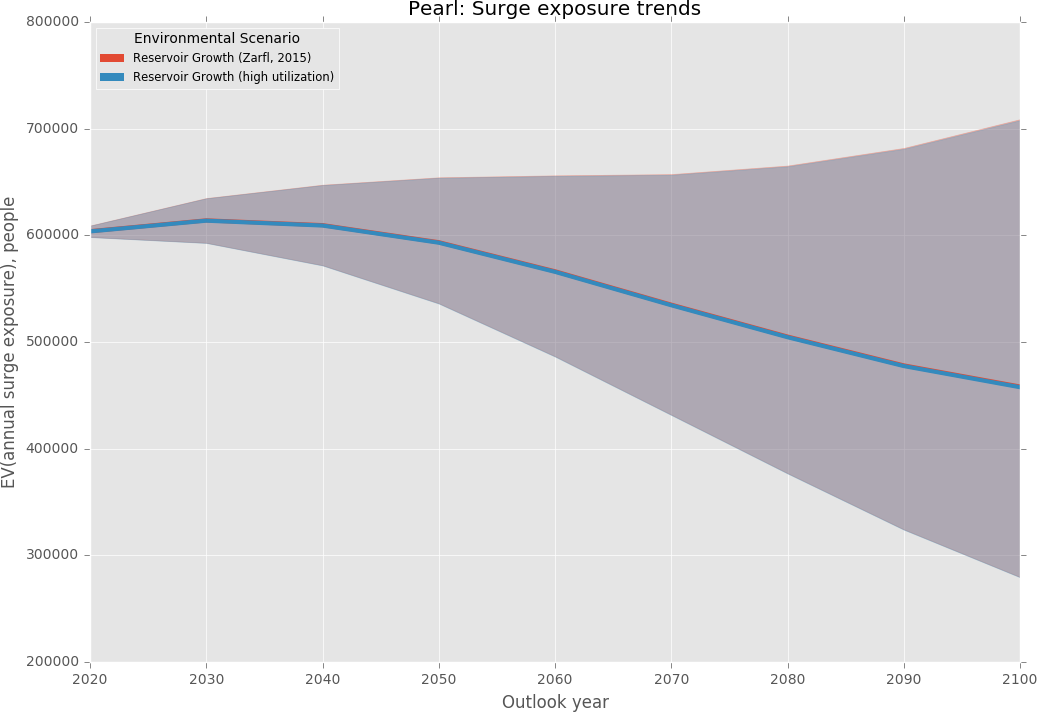 Pearl: Surge exposure trends
Environmental Scenario
Reservoir Growth (Zarfl, 2015)
Reservoir Growth (high utilization)
EV(annual surge exposure), people
800000
700000
600000
500000
400000
300000
200000
2020 2030 2040 2050 2060 2070 2080 2090 2100
Outlook year